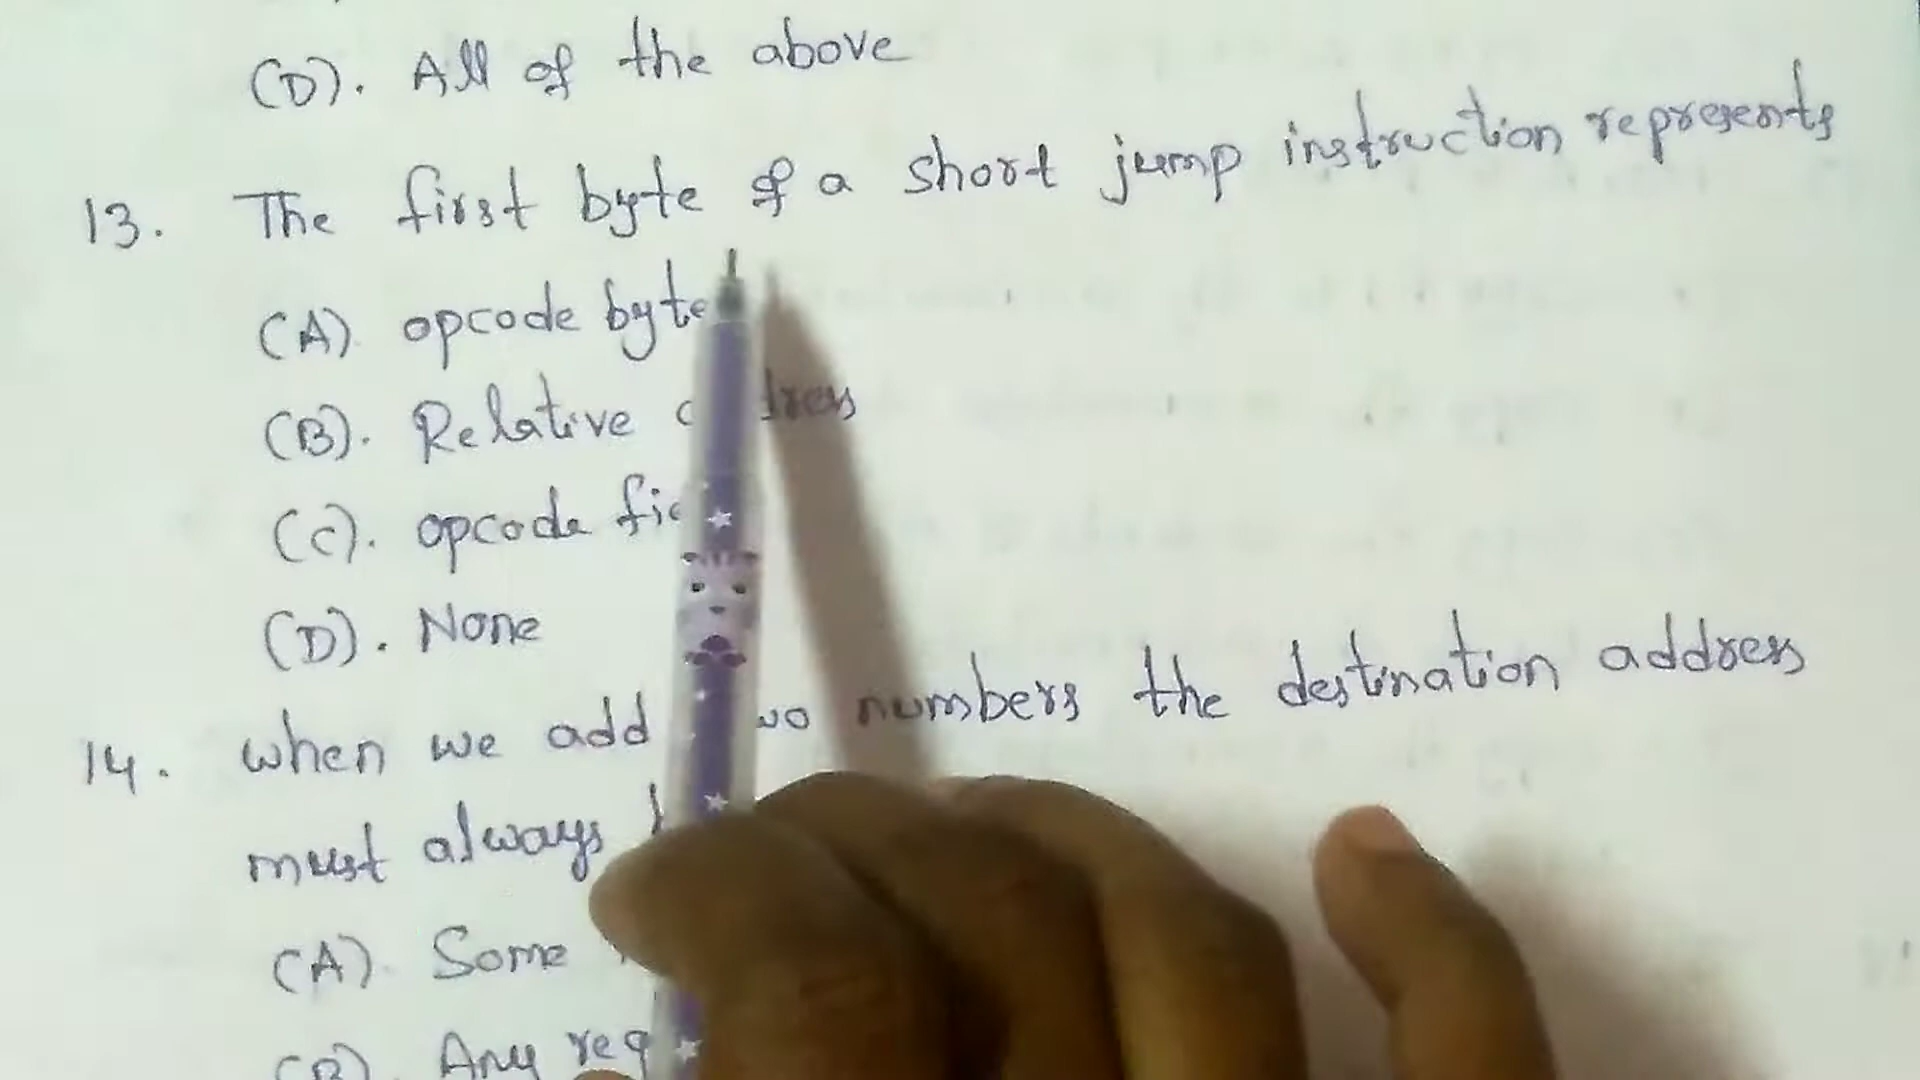 (D). All of the above
13. The first byte of a short jump instruction represents
(A). opcode byte
(B). Relative
(C). opcode
(D). None
14. when we add numbers the destination address
must always
(A). Some
(B). Any